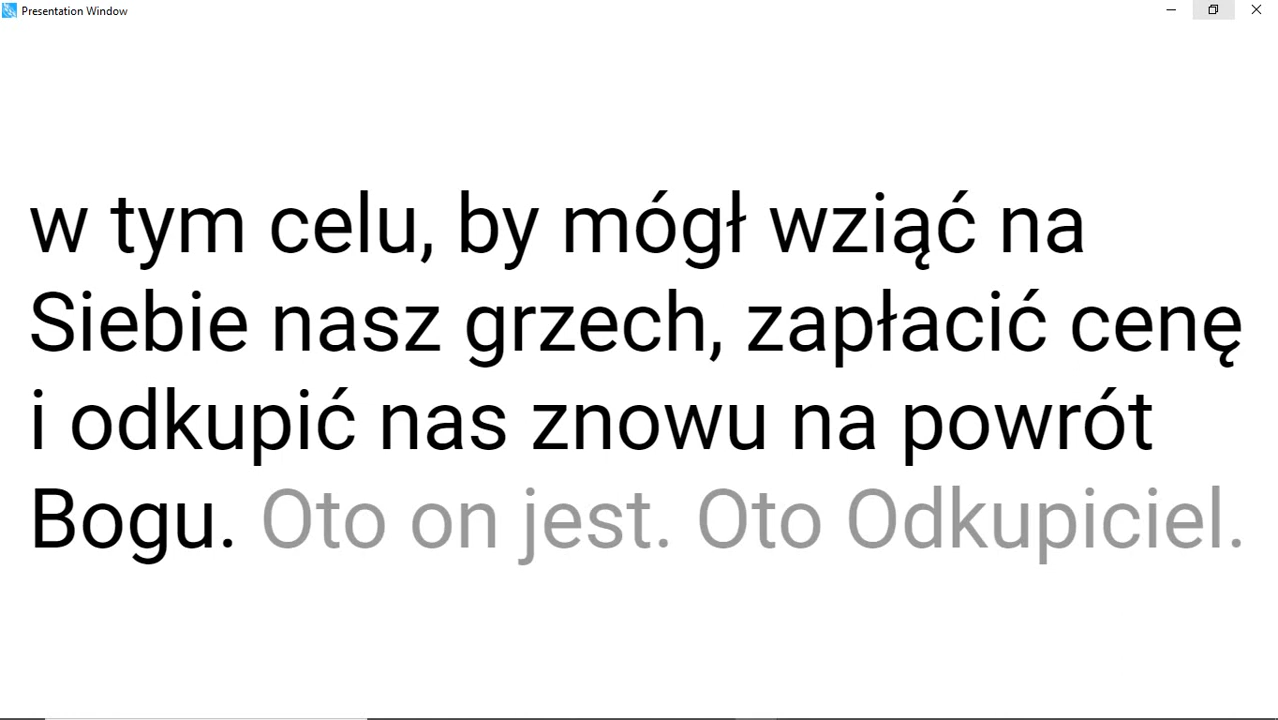 Presentation Window
w tym celu, by mógł wziąć na
Siebie nasz grzech, zapłacić cenę
i odkupić nas znowu na powrót
Bogu. Oto on jest. Oto Odkupiciel.